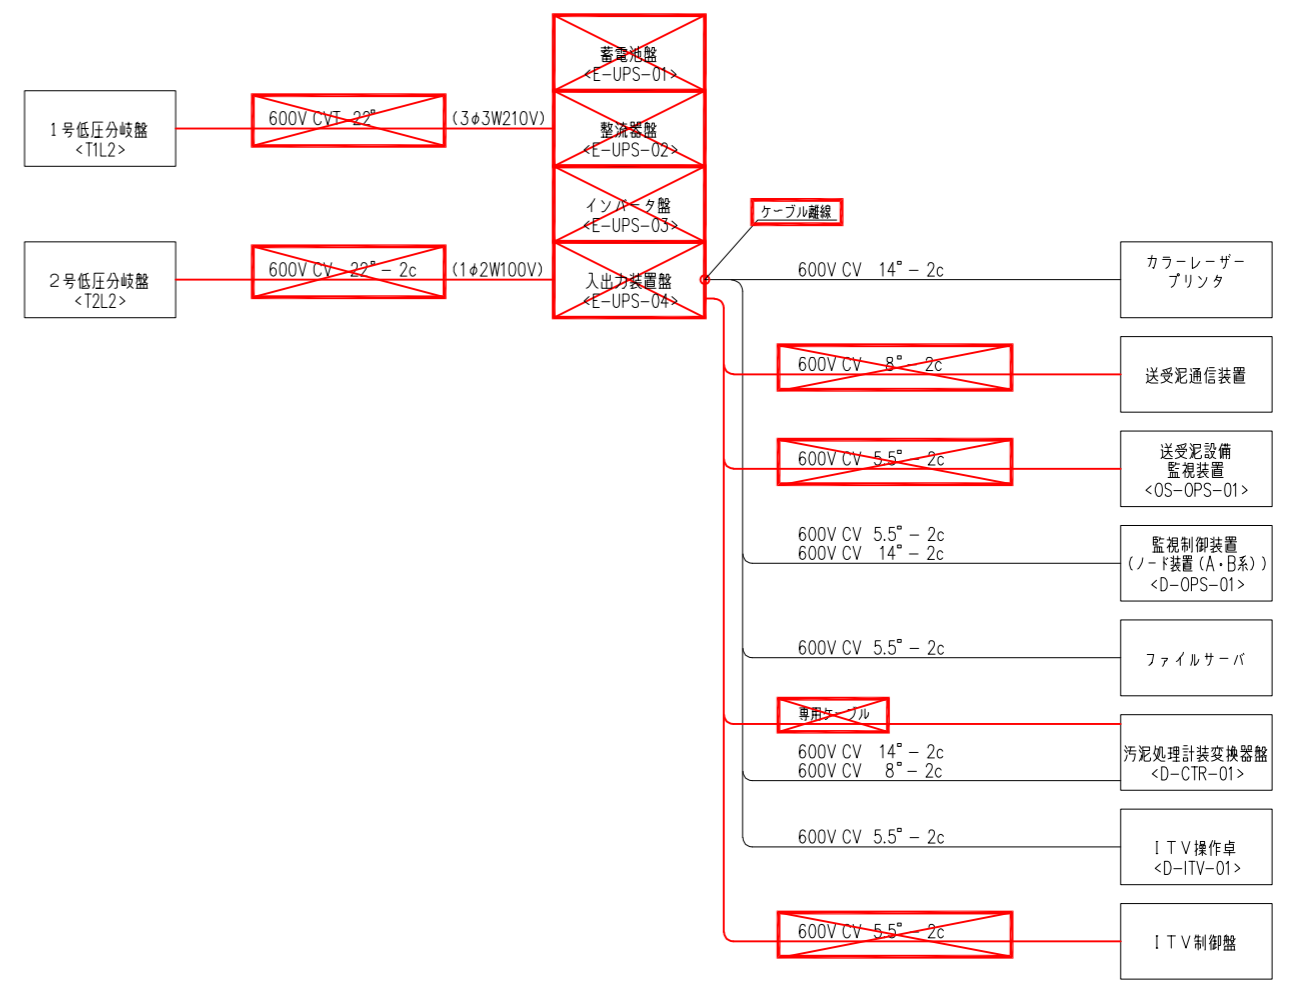 蓄電池盤
<E-UPS-01>
1号低圧分岐盤
<T1L2>
600V CVT 22□
(3φ3W210V)
整流器盤
<E-UPS-02>
インバータ盤
<E-UPS-03>
ケーブル離線
2号低圧分岐盤
<T2L2>
600V CV 22□ - 2c
(1φ2W100V)
入出力装置盤
<E-UPS-04>
600V CV 14□ - 2c
カラーレーザー
プリンタ
600V CV 8□ - 2c
送受泥通信装置
600V CV 5.5□ - 2c
送受泥設備
監視装置
<OS-OPS-01>
600V CV 5.5□ - 2c
600V CV 14□ - 2c
監視制御装置
(ノード装置(A・B系))
<D-OPS-01>
600V CV 5.5□ - 2c
ファイルサーバ
専用ケーブル
600V CV 14□ - 2c
600V CV 8□ - 2c
汚泥処理計装変換器盤
<D-CTR-01>
600V CV 5.5□ - 2c
ITV操作卓
<D-ITV-01>
600V CV 5.5□ - 2c
ITV制御盤